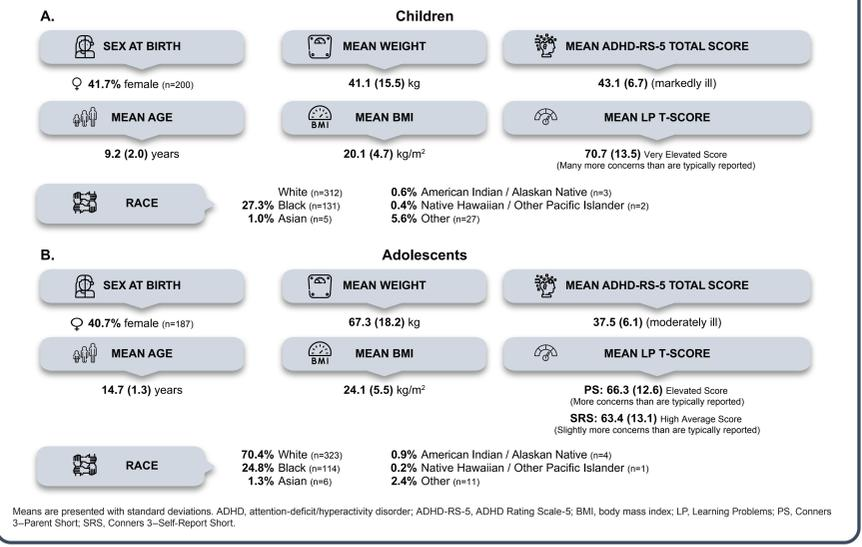 A. Children
SEX AT BIRTH
♀ 41.7% female (n=200)
MEAN WEIGHT
41.1 (15.5) kg
MEAN ADHD-RS-5 TOTAL SCORE
43.1 (6.7) (markedly ill)
MEAN AGE
9.2 (2.0) years
BMI
MEAN BMI
20.1 (4.7) kg/m²
MEAN LP T-SCORE
70.7 (13.5) Very Elevated Score
(Many more concerns than are typically reported)
RACE
White (n=312)
27.3% Black (n=131)
1.0% Asian (n=5)
0.6% American Indian / Alaskan Native (n=3)
0.4% Native Hawaiian / Other Pacific Islander (n=2)
5.6% Other (n=27)
B. Adolescents
SEX AT BIRTH
♀ 40.7% female (n=187)
MEAN WEIGHT
67.3 (18.2) kg
MEAN ADHD-RS-5 TOTAL SCORE
37.5 (6.1) (moderately ill)
MEAN AGE
14.7 (1.3) years
BMI
MEAN BMI
24.1 (5.5) kg/m²
MEAN LP T-SCORE
PS: 66.3 (12.6) Elevated Score
(More concerns than are typically reported)
SRS: 63.4 (13.1) High Average Score
(Slightly more concerns than are typically reported)
RACE
70.4% White (n=323)
24.8% Black (n=114)
1.3% Asian (n=6)
0.9% American Indian / Alaskan Native (n=4)
0.2% Native Hawaiian / Other Pacific Islander (n=1)
2.4% Other (n=11)
Means are presented with standard deviations. ADHD, attention-deficit/hyperactivity disorder; ADHD-RS-5, ADHD Rating Scale-5; BMI, body mass index; LP, Learning Problems; PS, Conners
3–Parent Short; SRS, Conners 3–Self-Report Short.